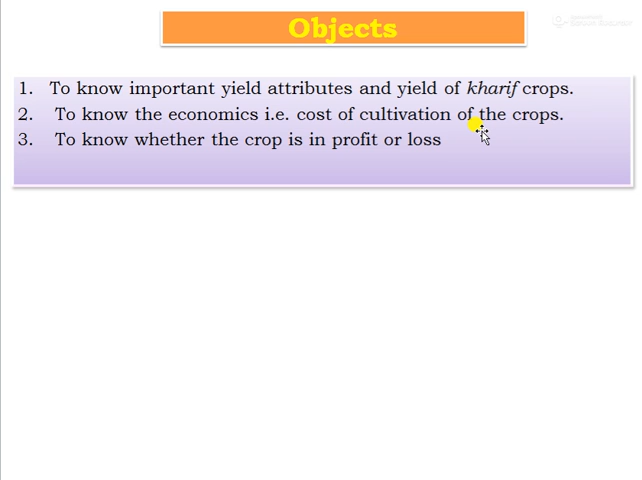 Objects
1. To know important yield attributes and yield of kharif crops.
2. To know the economics i.e. cost of cultivation of the crops.
3. To know whether the crop is in profit or loss